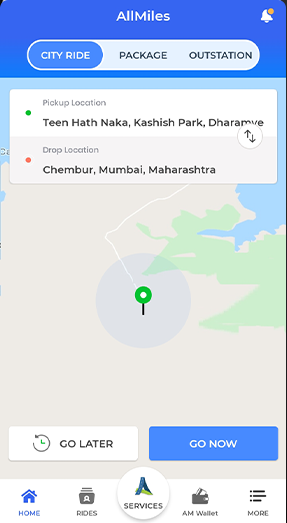 AllMiles
CITY RIDE PACKAGE OUTSTATION
Pickup Location
Teen Hath Naka, Kashish Park, Dharamve
Drop Location
Chembur, Mumbai, Maharashtra
Ca
GO LATER GO NOW
HOME RIDES SERVICES AM Wallet MORE